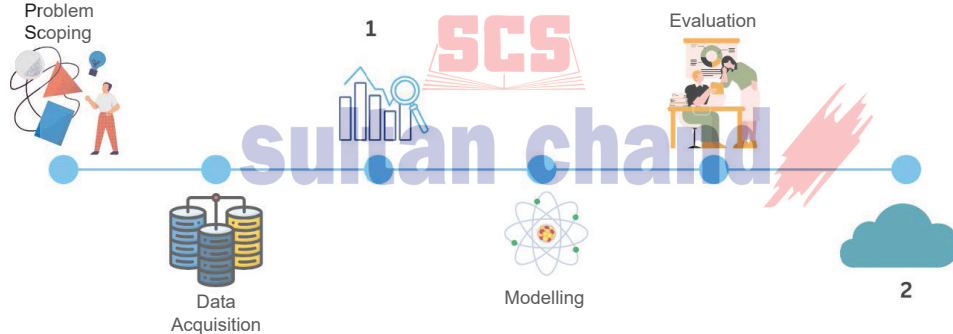 Problem
Scoping
1
SCS
Evaluation
sultan chand
Data
Acquisition
Modelling
2